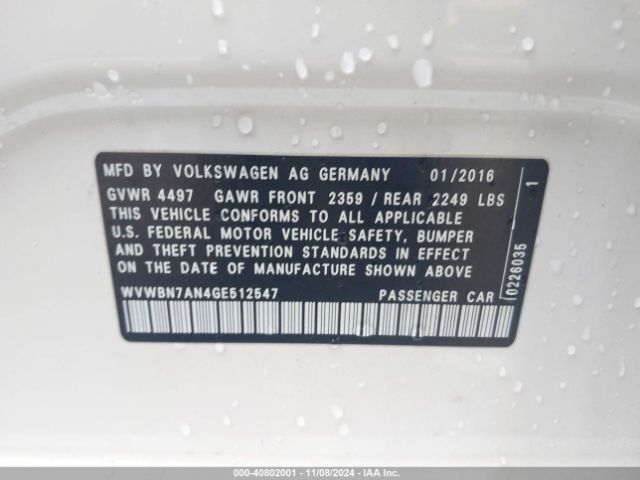 MFD BY VOLKSWAGEN AG GERMANY 01/2016
GVWR 4497 GAWR FRONT 2359 / REAR 2249 LBS
THIS VEHICLE CONFORMS TO ALL APPLICABLE
U.S. FEDERAL MOTOR VEHICLE SAFETY, BUMPER
AND THEFT PREVENTION STANDARDS IN EFFECT
ON THE DATE OF MANUFACTURE SHOWN ABOVE
WVWBN7AN4GE512547 PASSENGER CAR
0226035 1
000-40802001 - 11/08/2024 - IAA Inc.